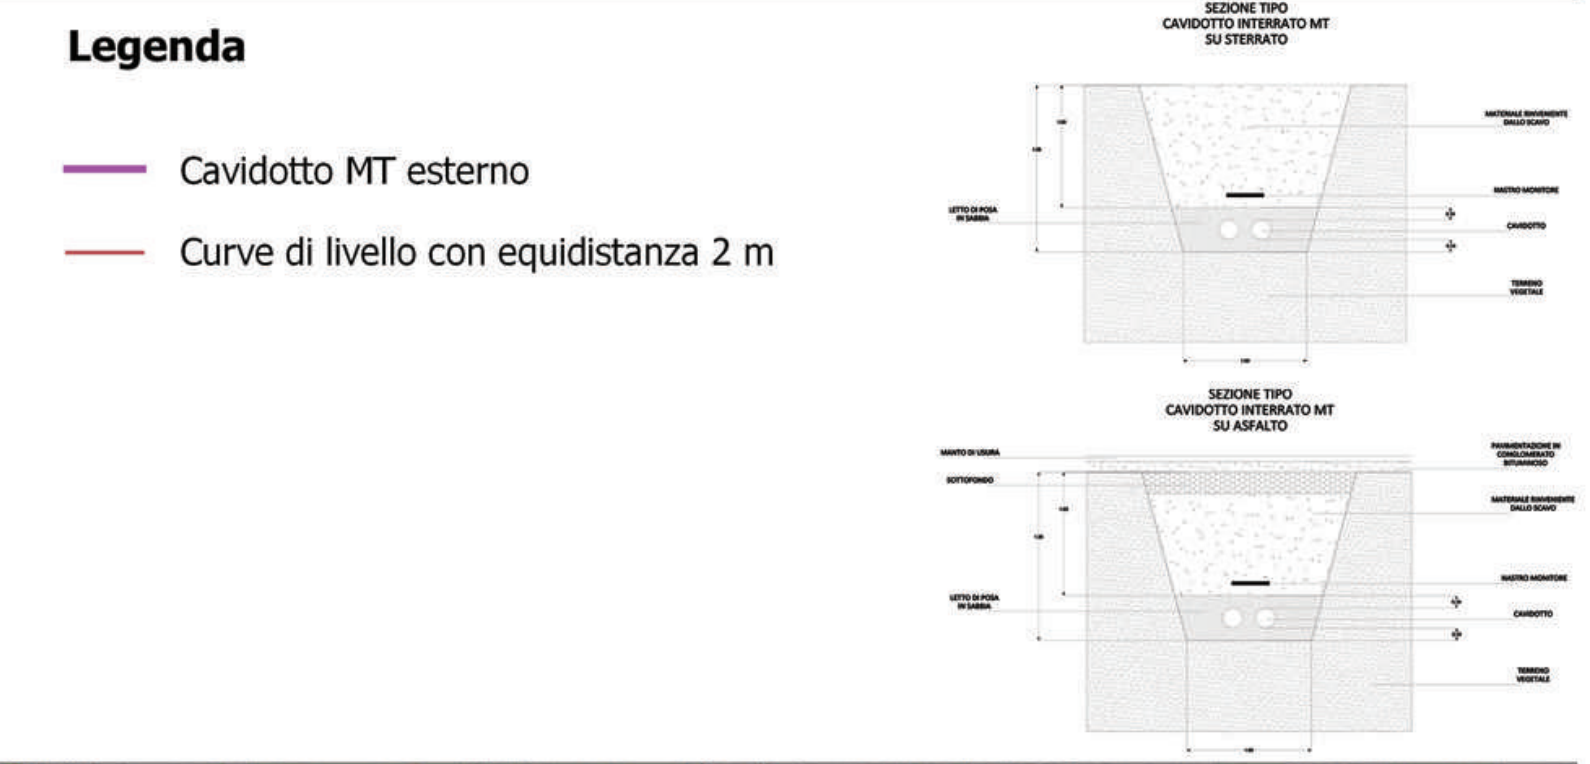 Legenda
Cavidotto MT esterno
Curve di livello con equidistanza 2 m
SEZIONE TIPO
CAVIDOTTO INTERRATO MT
SU STERRATO
MATERIALE RINVENIENTE
DALLO SCAVO
NASTRO MONITORE
LETTO DI POSA
IN SABBIA
CAVIDOTTO
TERRENO
VEGETALE
SEZIONE TIPO
CAVIDOTTO INTERRATO MT
SU ASFALTO
MANTO DI USURA
PAVIMENTAZIONE IN
CONGLOMERATO
BITUMINOSO
SOTTOFONDO
MATERIALE RINVENIENTE
DALLO SCAVO
NASTRO MONITORE
LETTO DI POSA
IN SABBIA
CAVIDOTTO
TERRENO
VEGETALE